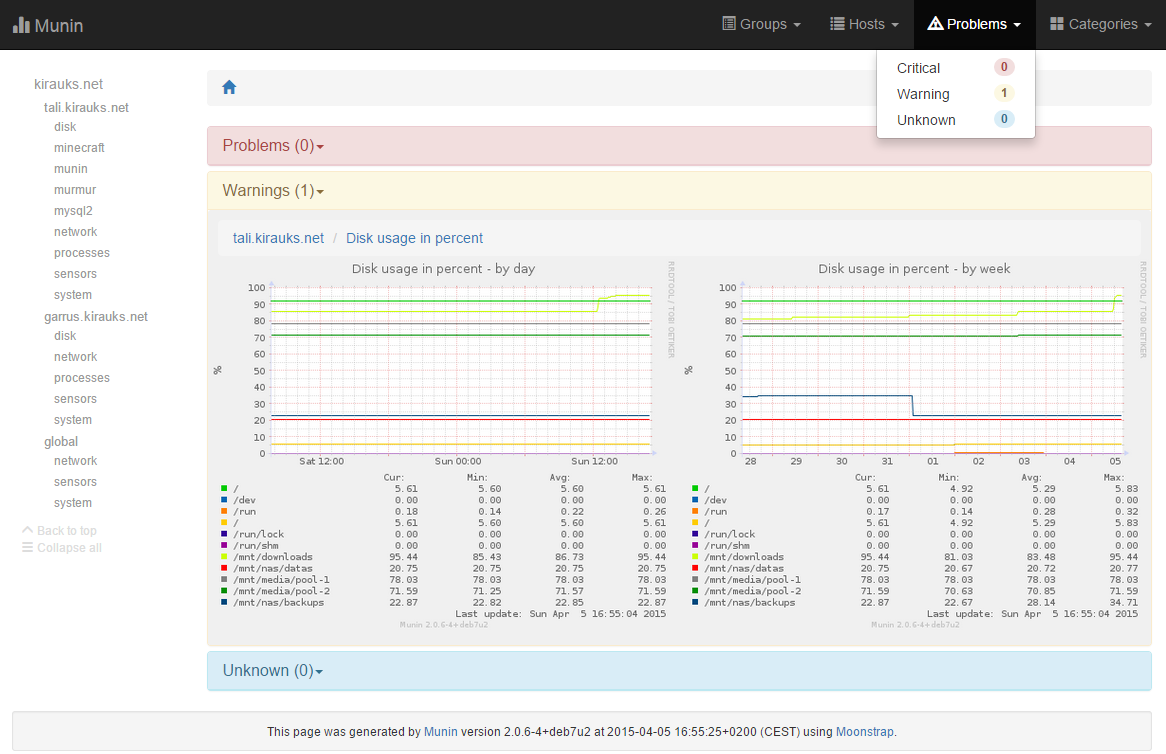 Munin
Groups Hosts Problems Categories
Critical 0
Warning 1
Unknown 0
kirauks.net
tali.kirauks.net
disk
minecraft
munin
murmur
mysql2
network
processes
sensors
system
garrus.kirauks.net
disk
network
processes
sensors
system
global
network
sensors
system
Back to top
Collapse all
Problems (0)
Warnings (1)
tali.kirauks.net / Disk usage in percent
Disk usage in percent - by day
RRDTOOL / TOBI OETIKER
%
100
90
80
70
60
50
40
30
20
10
0
Sat 12:00 Sun 00:00 Sun 12:00
Cur: Min: Avg: Max:
/ 5.61 5.60 5.60 5.61
/dev 0.00 0.00 0.00 0.00
/run 0.18 0.14 0.22 0.26
/ 5.61 5.60 5.60 5.61
/run/lock 0.00 0.00 0.00 0.00
/run/shm 0.00 0.00 0.00 0.00
/mnt/downloads 95.44 85.43 86.73 95.44
/mnt/nas/datas 20.75 20.75 20.75 20.75
/mnt/media/pool-1 78.03 78.03 78.03 78.03
/mnt/media/pool-2 71.59 71.25 71.57 71.59
/mnt/nas/backups 22.87 22.82 22.85 22.87
Last update: Sun Apr 5 16:55:04 2015
Munin 2.0.6-4+deb7u2
Disk usage in percent - by week
RRDTOOL / TOBI OETIKER
%
100
90
80
70
60
50
40
30
20
10
0
28 29 30 31 01 02 03 04 05
Cur: Min: Avg: Max:
/ 5.61 4.92 5.29 5.83
/dev 0.00 0.00 0.00 0.00
/run 0.17 0.14 0.28 0.32
/ 5.61 4.92 5.29 5.83
/run/lock 0.00 0.00 0.00 0.00
/run/shm 0.00 0.00 0.00 0.00
/mnt/downloads 95.44 81.03 83.48 95.44
/mnt/nas/datas 20.75 20.67 20.72 20.77
/mnt/media/pool-1 78.03 78.03 78.03 78.03
/mnt/media/pool-2 71.59 70.63 70.85 71.59
/mnt/nas/backups 22.87 22.67 28.14 34.71
Last update: Sun Apr 5 16:55:04 2015
Munin 2.0.6-4+deb7u2
Unknown (0)
This page was generated by Munin version 2.0.6-4+deb7u2 at 2015-04-05 16:55:25+0200 (CEST) using Moonstrap.